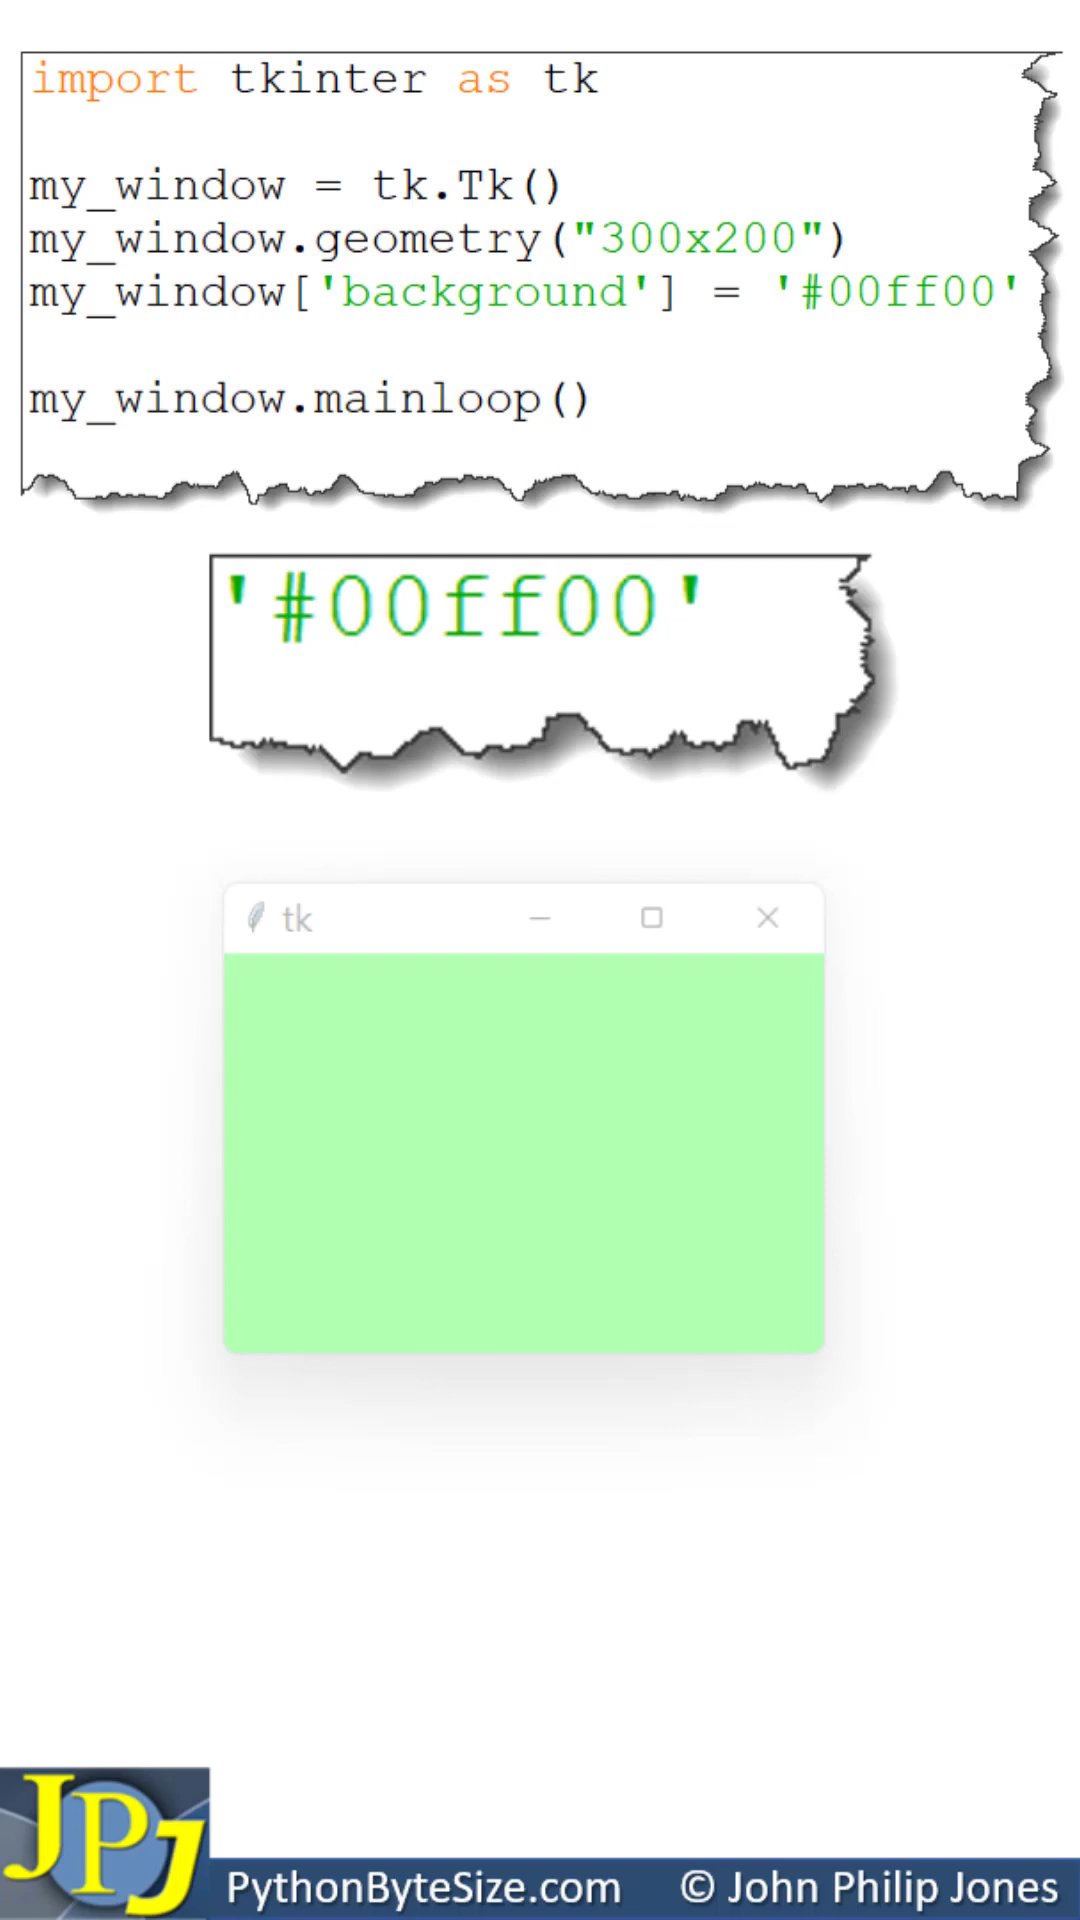 import tkinter as tk
my_window = tk.Tk()
my_window.geometry("300x200")
my_window['background'] = '#00ff00'
my_window.mainloop()
'#00ff00'
tk
JPJ
PythonByteSize.com © John Philip Jones